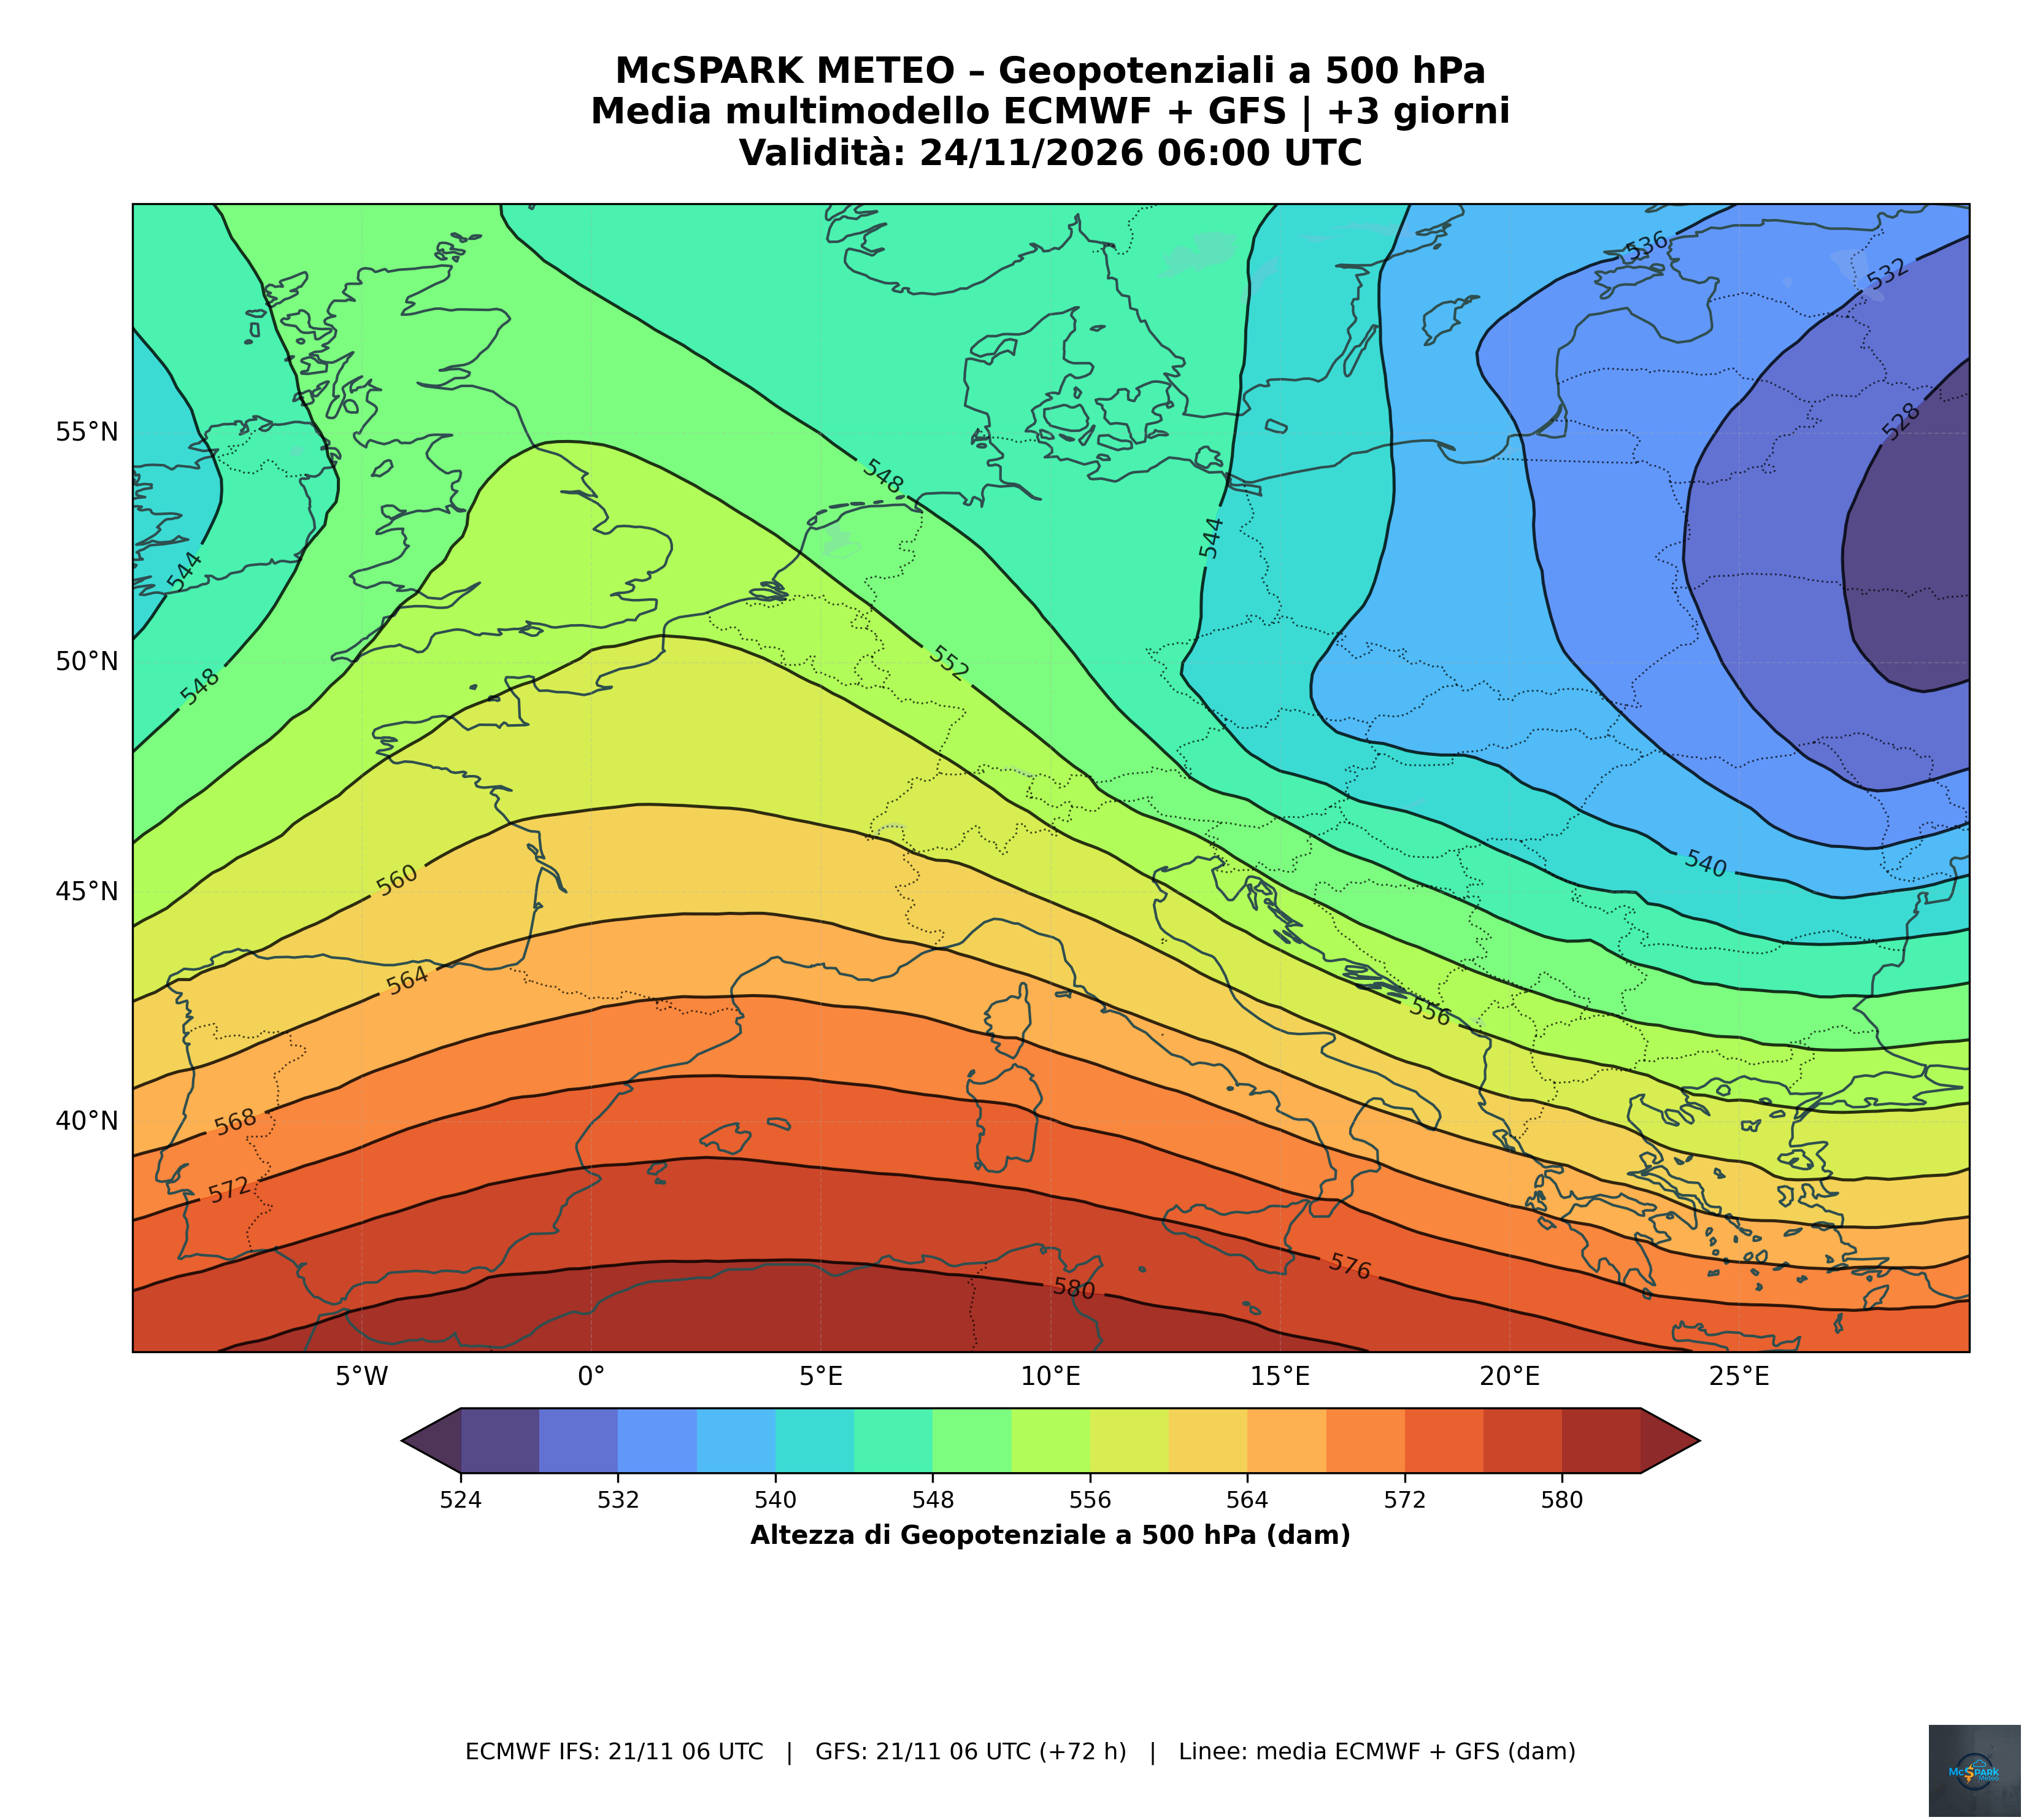 McSPARK METEO – Geopotenziali a 500 hPa
Media multimodello ECMWF + GFS | +3 giorni
Validità: 24/11/2026 06:00 UTC
536
532
528
55°N
548
544
544
50°N
552
548
540
560
45°N
564
556
568
40°N
572
576
580
5°W 0° 5°E 10°E 15°E 20°E 25°E
524 532 540 548 556 564 572 580
Altezza di Geopotenziale a 500 hPa (dam)
ECMWF IFS: 21/11 06 UTC | GFS: 21/11 06 UTC (+72 h) | Linee: media ECMWF + GFS (dam)
McSPARK
Meteo